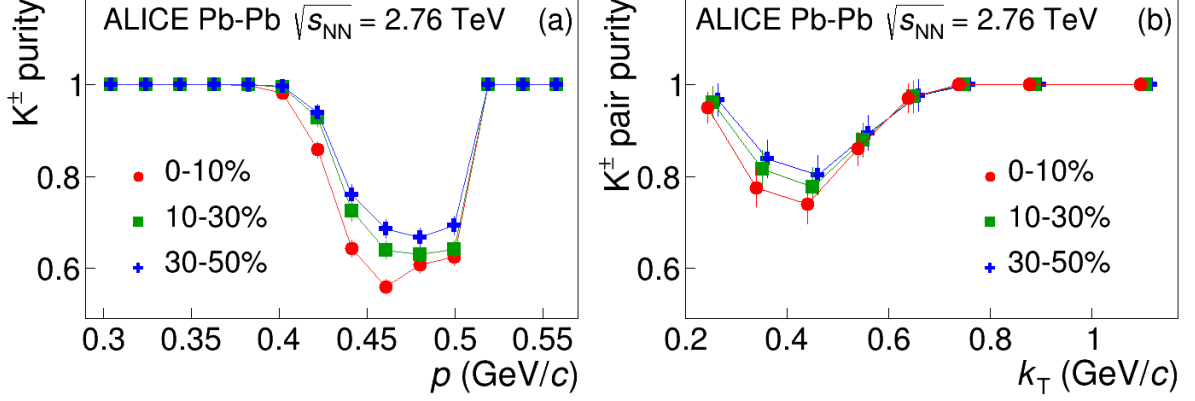 ALICE Pb-Pb √sNN = 2.76 TeV (a)
K± purity
1
0.8
0.6
0-10%
10-30%
30-50%
0.3 0.35 0.4 0.45 0.5 0.55
p (GeV/c)
ALICE Pb-Pb √sNN = 2.76 TeV (b)
K± pair purity
1
0.8
0.6
0-10%
10-30%
30-50%
0.2 0.4 0.6 0.8 1
kT (GeV/c)